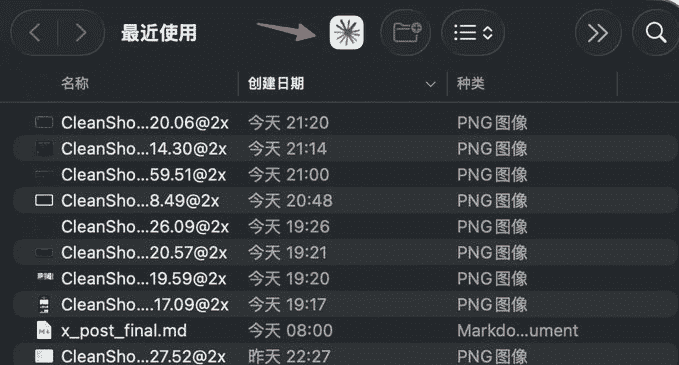 最近使用
名称 创建日期 种类
CleanSho...20.06@2x 今天 21:20 PNG图像
CleanSho...14.30@2x 今天 21:14 PNG图像
CleanSho...59.51@2x 今天 21:00 PNG图像
CleanSho...8.49@2x 今天 20:48 PNG图像
CleanSho...26.09@2x 今天 19:26 PNG图像
CleanSho...20.57@2x 今天 19:21 PNG图像
CleanSho...19.59@2x 今天 19:20 PNG图像
CleanSho....17.09@2x 今天 19:17 PNG图像
x_post_final.md 今天 08:00 Markdo...ument
CleanSho...27.52@2x 昨天 22:27 PNG图像